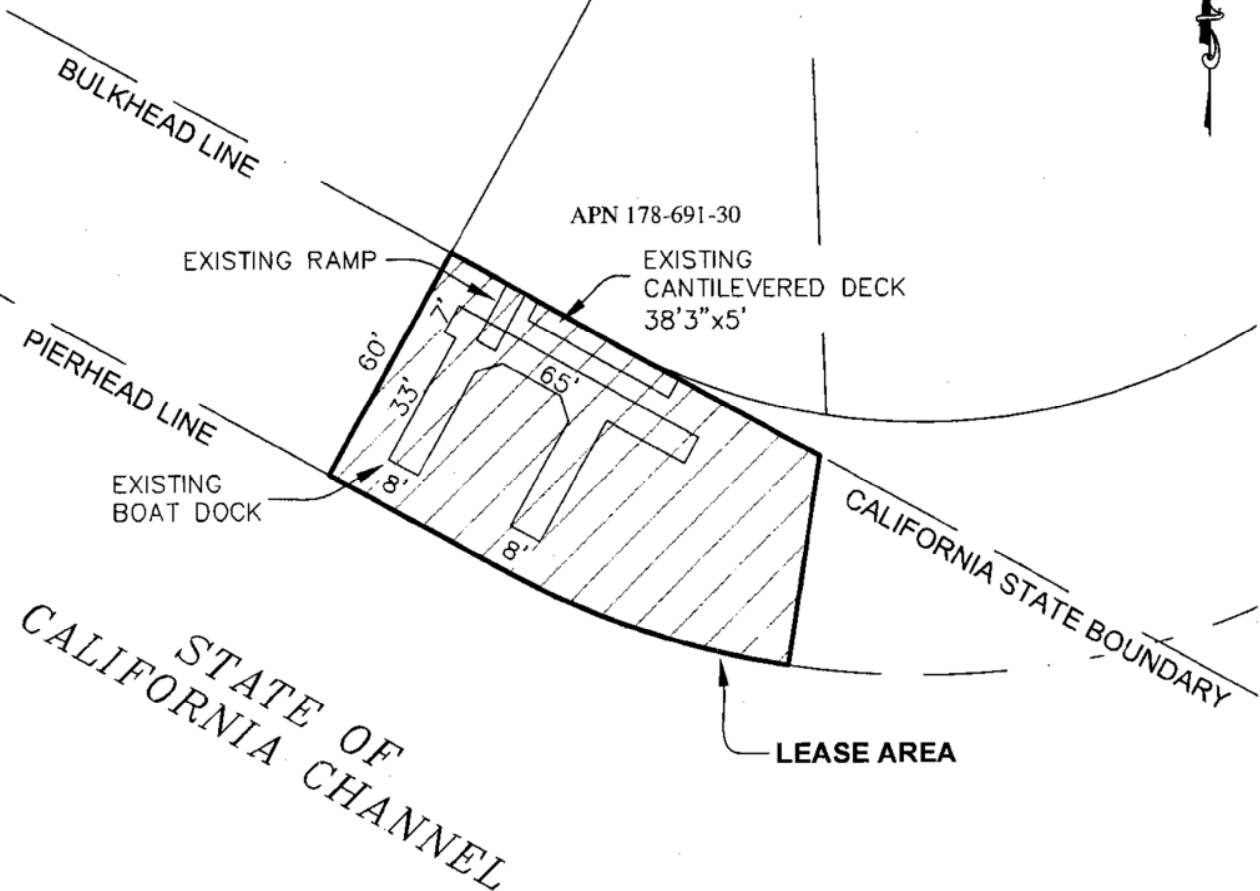 BULKHEAD LINE
APN 178-691-30
EXISTING RAMP
EXISTING
CANTILEVERED DECK
38'3"x5'
PIERHEAD LINE
60'
7'
33'
65'
8'
8'
EXISTING
BOAT DOCK
CALIFORNIA STATE BOUNDARY
STATE OF
CALIFORNIA CHANNEL
LEASE AREA